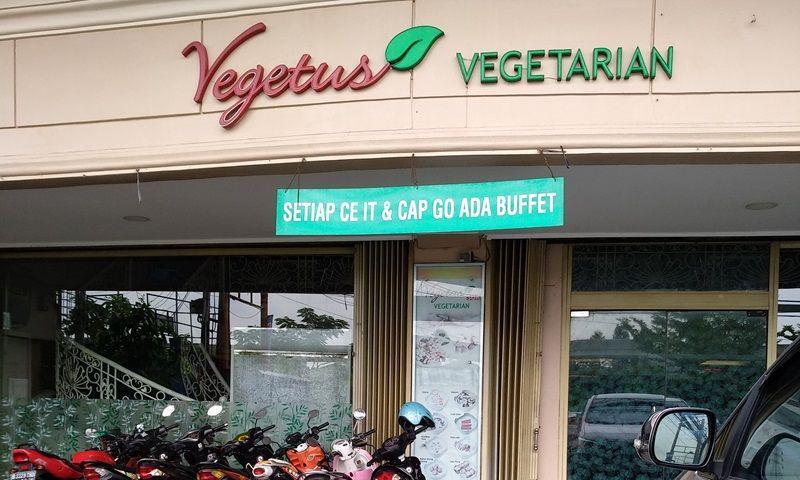 Vegetus VEGETARIAN
SETIAP CE IT & CAP GO ADA BUFFET
VEGETARIAN